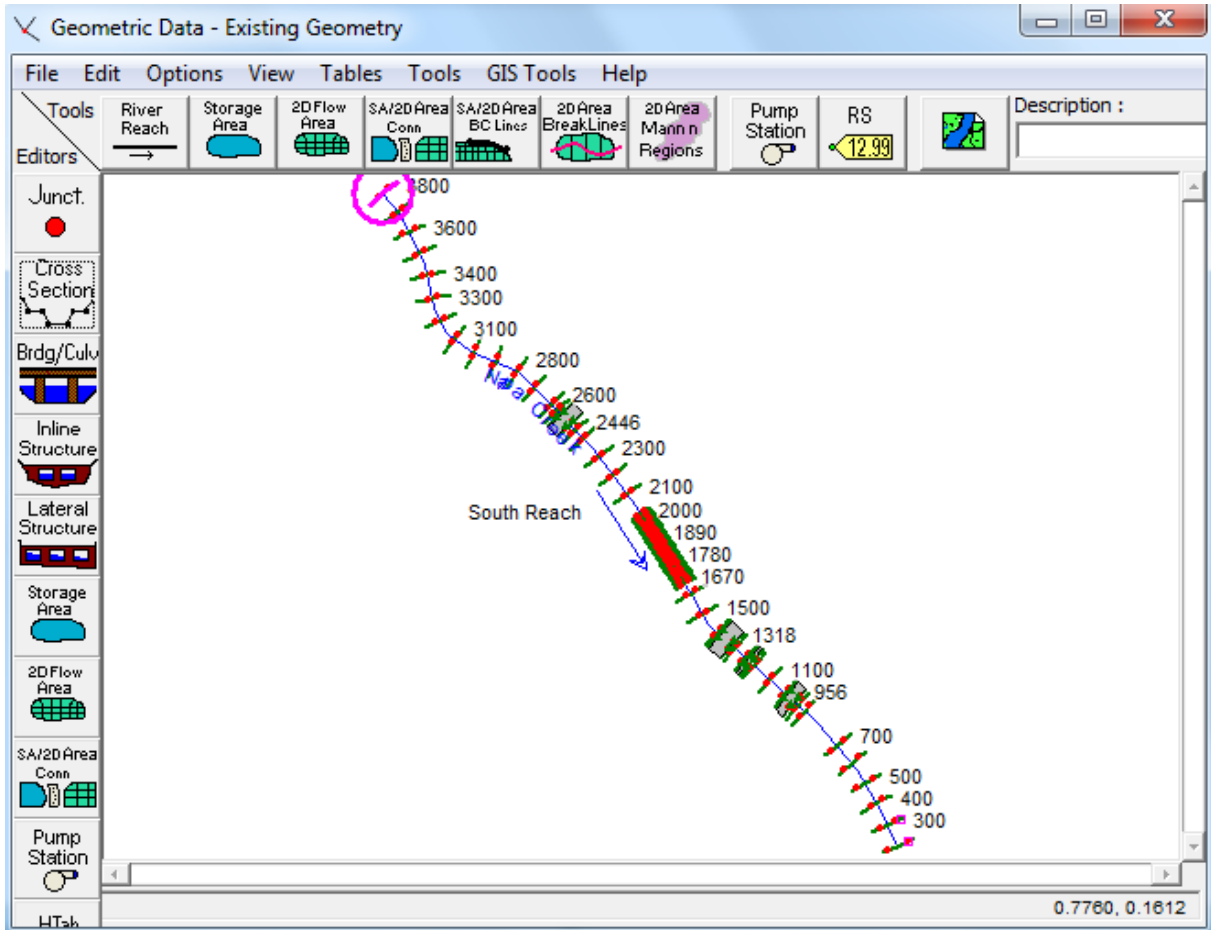 Geometric Data - Existing Geometry
File Edit Options View Tables Tools GIS Tools Help
Tools
Editors
River
Reach
Storage
Area
2D Flow
Area
SA/2D Area
Conn
SA/2D Area
BC Lines
2D Area
BreakLines
2D Area
Mann n
Regions
Pump
Station
RS
12.99
Description :
Junct.
Cross
Section
Brdg/Culv
Inline
Structure
Lateral
Structure
Storage
Area
2D Flow
Area
SA/2D Area
Conn
Pump
Station
HTab
3800
3600
3400
3300
3100
2800
2600
2446
2300
2100
South Reach
2000
1890
1780
1670
1500
1318
1100
956
700
500
400
300
0.7760, 0.1612